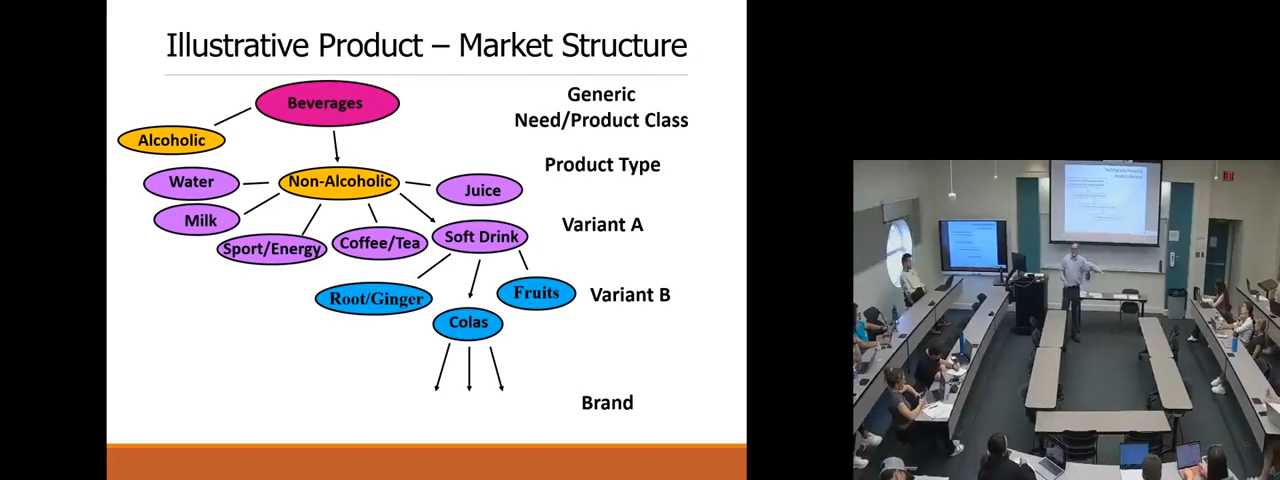 Illustrative Product – Market Structure
Beverages
Generic
Need/Product Class
Alcoholic
Product Type
Water
Non-Alcoholic
Juice
Milk
Variant A
Sport/Energy
Coffee/Tea
Soft Drink
Root/Ginger
Fruits
Variant B
Colas
Brand